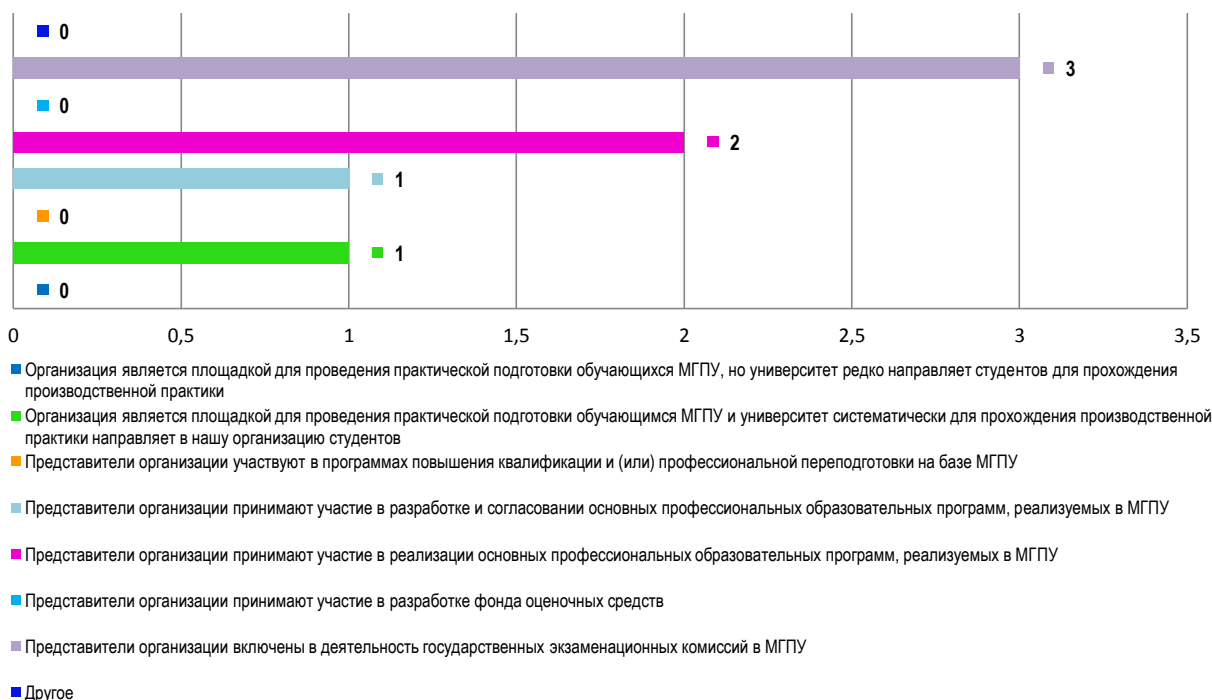 0
3
0
2
1
0
1
0
0 0,5 1 1,5 2 2,5 3 3,5
Организация является площадкой для проведения практической подготовки обучающихся МГПУ, но университет редко направляет студентов для прохождения
производственной практики
Организация является площадкой для проведения практической подготовки обучающимся МГПУ и университет систематически для прохождения производственной
практики направляет в нашу организацию студентов
Представители организации участвуют в программах повышения квалификации и (или) профессиональной переподготовки на базе МГПУ
Представители организации принимают участие в разработке и согласовании основных профессиональных образовательных программ, реализуемых в МГПУ
Представители организации принимают участие в реализации основных профессиональных образовательных программ, реализуемых в МГПУ
Представители организации принимают участие в разработке фонда оценочных средств
Представители организации включены в деятельность государственных экзаменационных комиссий в МГПУ
Другое